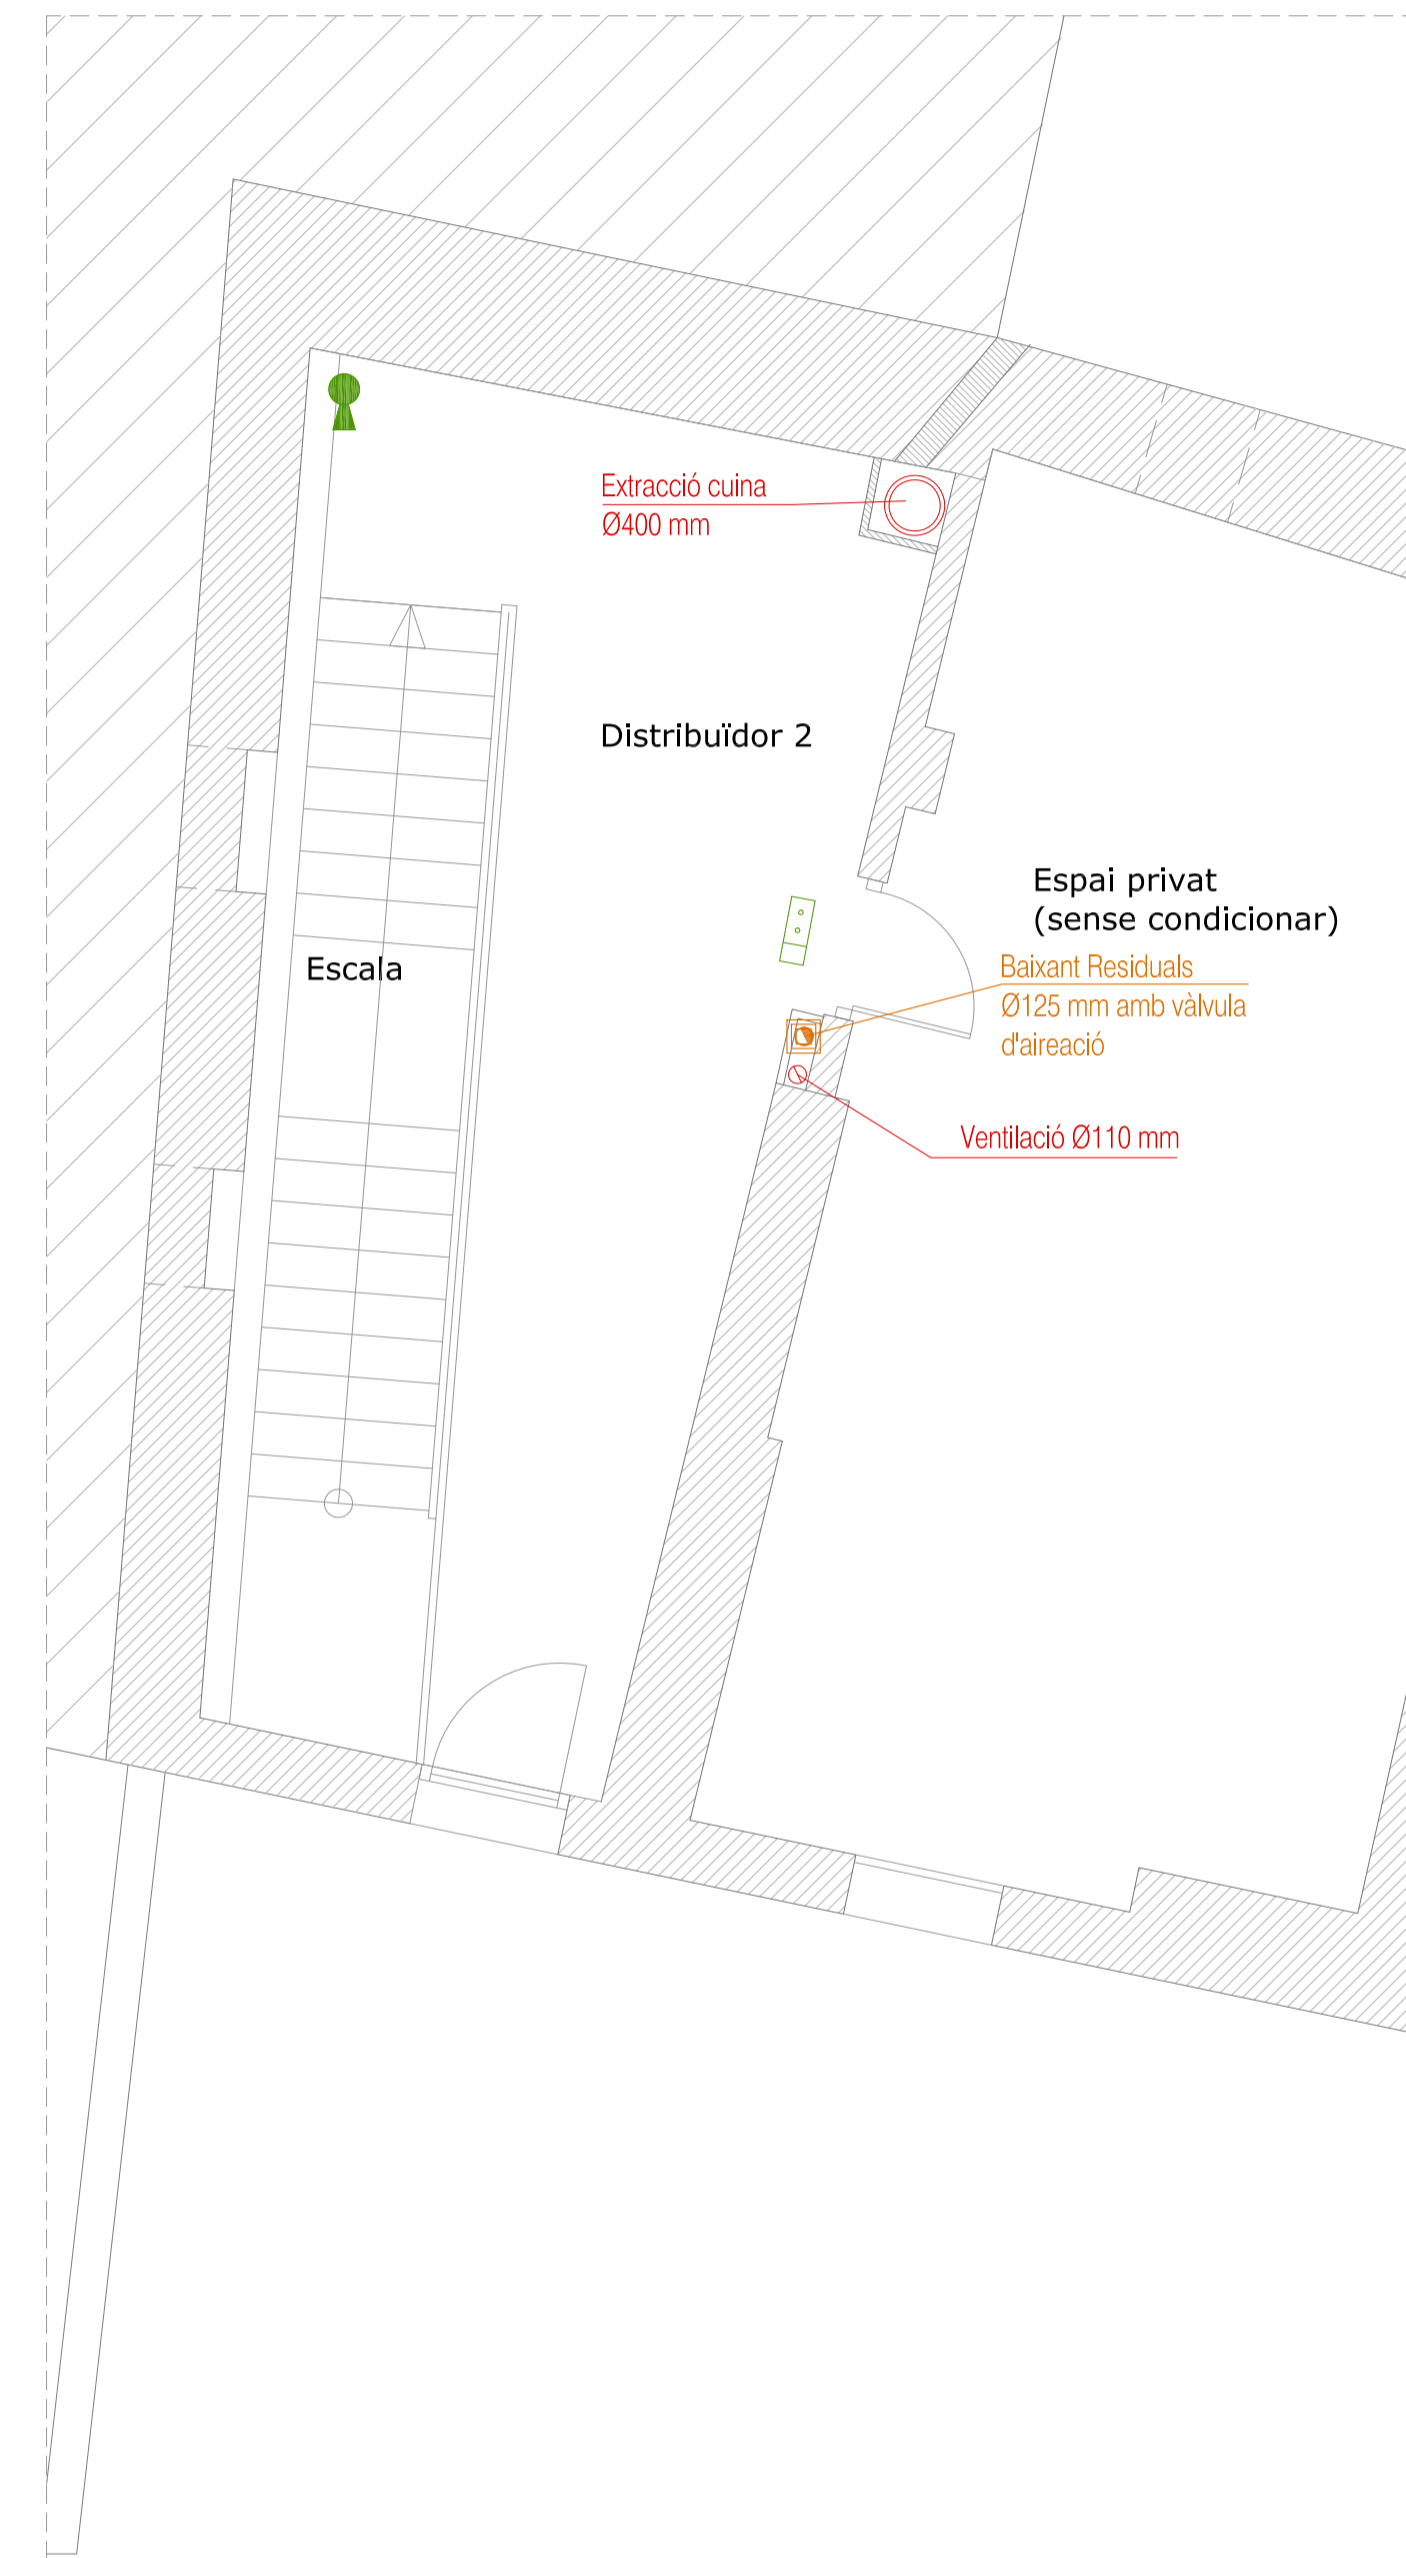 Extracció cuina
Ø400 mm
Distribuïdor 2
Espai privat
(sense condicionar)
Escala
Baixant Residuals
Ø125 mm amb vàlvula
d'aireació
Ventilació Ø110 mm